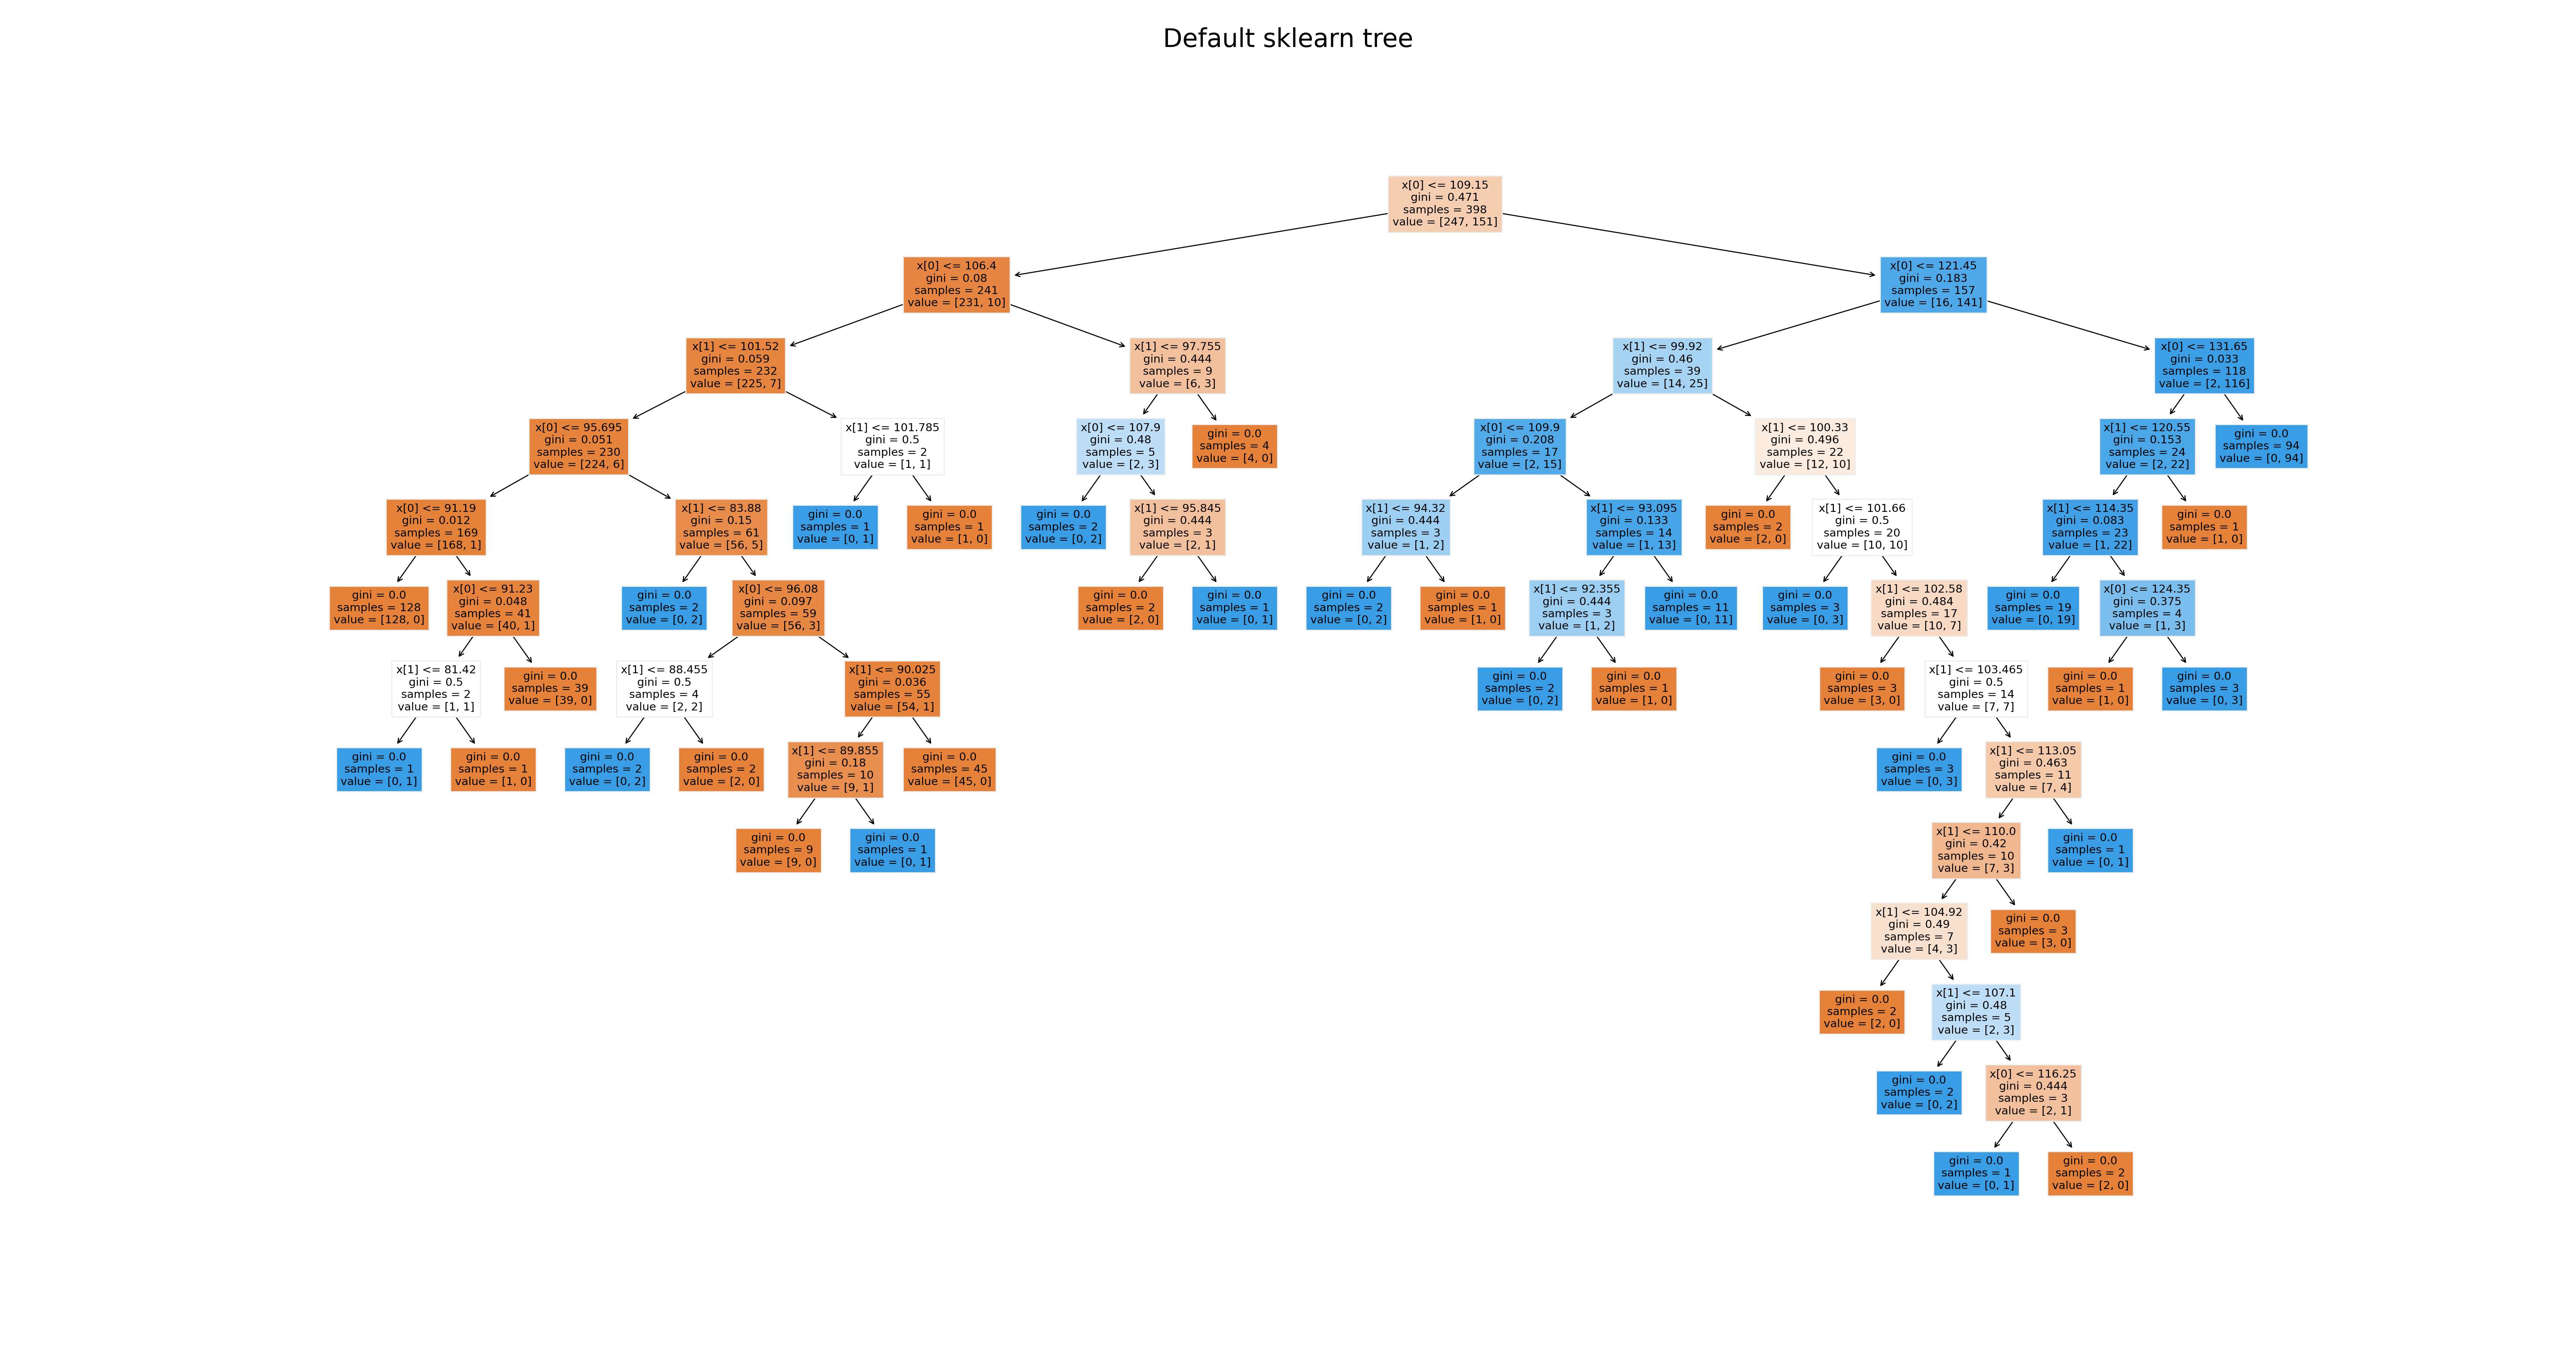 Default sklearn tree
x[0] <= 109.15
gini = 0.471
samples = 398
value = [247, 151]
x[0] <= 106.4
gini = 0.08
samples = 241
value = [231, 10]
x[0] <= 121.45
gini = 0.183
samples = 157
value = [16, 141]
x[1] <= 101.52
gini = 0.059
samples = 232
value = [225, 7]
x[1] <= 97.755
gini = 0.444
samples = 9
value = [6, 3]
x[1] <= 99.92
gini = 0.46
samples = 39
value = [14, 25]
x[0] <= 131.65
gini = 0.033
samples = 118
value = [2, 116]
x[0] <= 95.695
gini = 0.051
samples = 230
value = [224, 6]
x[1] <= 101.785
gini = 0.5
samples = 2
value = [1, 1]
x[0] <= 107.9
gini = 0.48
samples = 5
value = [2, 3]
gini = 0.0
samples = 4
value = [4, 0]
x[0] <= 109.9
gini = 0.208
samples = 17
value = [2, 15]
x[1] <= 100.33
gini = 0.496
samples = 22
value = [12, 10]
x[1] <= 120.55
gini = 0.153
samples = 24
value = [2, 22]
gini = 0.0
samples = 94
value = [0, 94]
x[0] <= 91.19
gini = 0.012
samples = 169
value = [168, 1]
x[1] <= 83.88
gini = 0.15
samples = 61
value = [56, 5]
gini = 0.0
samples = 1
value = [0, 1]
gini = 0.0
samples = 1
value = [1, 0]
gini = 0.0
samples = 2
value = [0, 2]
x[1] <= 95.845
gini = 0.444
samples = 3
value = [2, 1]
x[1] <= 94.32
gini = 0.444
samples = 3
value = [1, 2]
x[1] <= 93.095
gini = 0.133
samples = 14
value = [1, 13]
gini = 0.0
samples = 2
value = [2, 0]
x[1] <= 101.66
gini = 0.5
samples = 20
value = [10, 10]
x[1] <= 114.35
gini = 0.083
samples = 23
value = [1, 22]
gini = 0.0
samples = 1
value = [1, 0]
gini = 0.0
samples = 128
value = [128, 0]
x[0] <= 91.23
gini = 0.048
samples = 41
value = [40, 1]
gini = 0.0
samples = 2
value = [0, 2]
x[0] <= 96.08
gini = 0.097
samples = 59
value = [56, 3]
gini = 0.0
samples = 2
value = [2, 0]
gini = 0.0
samples = 1
value = [0, 1]
gini = 0.0
samples = 2
value = [0, 2]
gini = 0.0
samples = 1
value = [1, 0]
x[1] <= 92.355
gini = 0.444
samples = 3
value = [1, 2]
gini = 0.0
samples = 11
value = [0, 11]
gini = 0.0
samples = 3
value = [0, 3]
x[1] <= 102.58
gini = 0.484
samples = 17
value = [10, 7]
gini = 0.0
samples = 19
value = [0, 19]
x[0] <= 124.35
gini = 0.375
samples = 4
value = [1, 3]
x[1] <= 81.42
gini = 0.5
samples = 2
value = [1, 1]
gini = 0.0
samples = 39
value = [39, 0]
x[1] <= 88.455
gini = 0.5
samples = 4
value = [2, 2]
x[1] <= 90.025
gini = 0.036
samples = 55
value = [54, 1]
gini = 0.0
samples = 2
value = [0, 2]
gini = 0.0
samples = 1
value = [1, 0]
gini = 0.0
samples = 3
value = [3, 0]
x[1] <= 103.465
gini = 0.5
samples = 14
value = [7, 7]
gini = 0.0
samples = 1
value = [1, 0]
gini = 0.0
samples = 3
value = [0, 3]
gini = 0.0
samples = 1
value = [0, 1]
gini = 0.0
samples = 1
value = [1, 0]
gini = 0.0
samples = 2
value = [0, 2]
gini = 0.0
samples = 2
value = [2, 0]
x[1] <= 89.855
gini = 0.18
samples = 10
value = [9, 1]
gini = 0.0
samples = 45
value = [45, 0]
gini = 0.0
samples = 3
value = [0, 3]
x[1] <= 113.05
gini = 0.463
samples = 11
value = [7, 4]
gini = 0.0
samples = 9
value = [9, 0]
gini = 0.0
samples = 1
value = [0, 1]
x[1] <= 110.0
gini = 0.42
samples = 10
value = [7, 3]
gini = 0.0
samples = 1
value = [0, 1]
x[1] <= 104.92
gini = 0.49
samples = 7
value = [4, 3]
gini = 0.0
samples = 3
value = [3, 0]
gini = 0.0
samples = 2
value = [2, 0]
x[1] <= 107.1
gini = 0.48
samples = 5
value = [2, 3]
gini = 0.0
samples = 2
value = [0, 2]
x[0] <= 116.25
gini = 0.444
samples = 3
value = [2, 1]
gini = 0.0
samples = 1
value = [0, 1]
gini = 0.0
samples = 2
value = [2, 0]